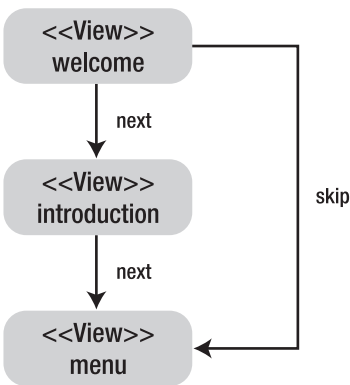 <<View>>
welcome
next
<<View>>
introduction
skip
next
<<View>>
menu